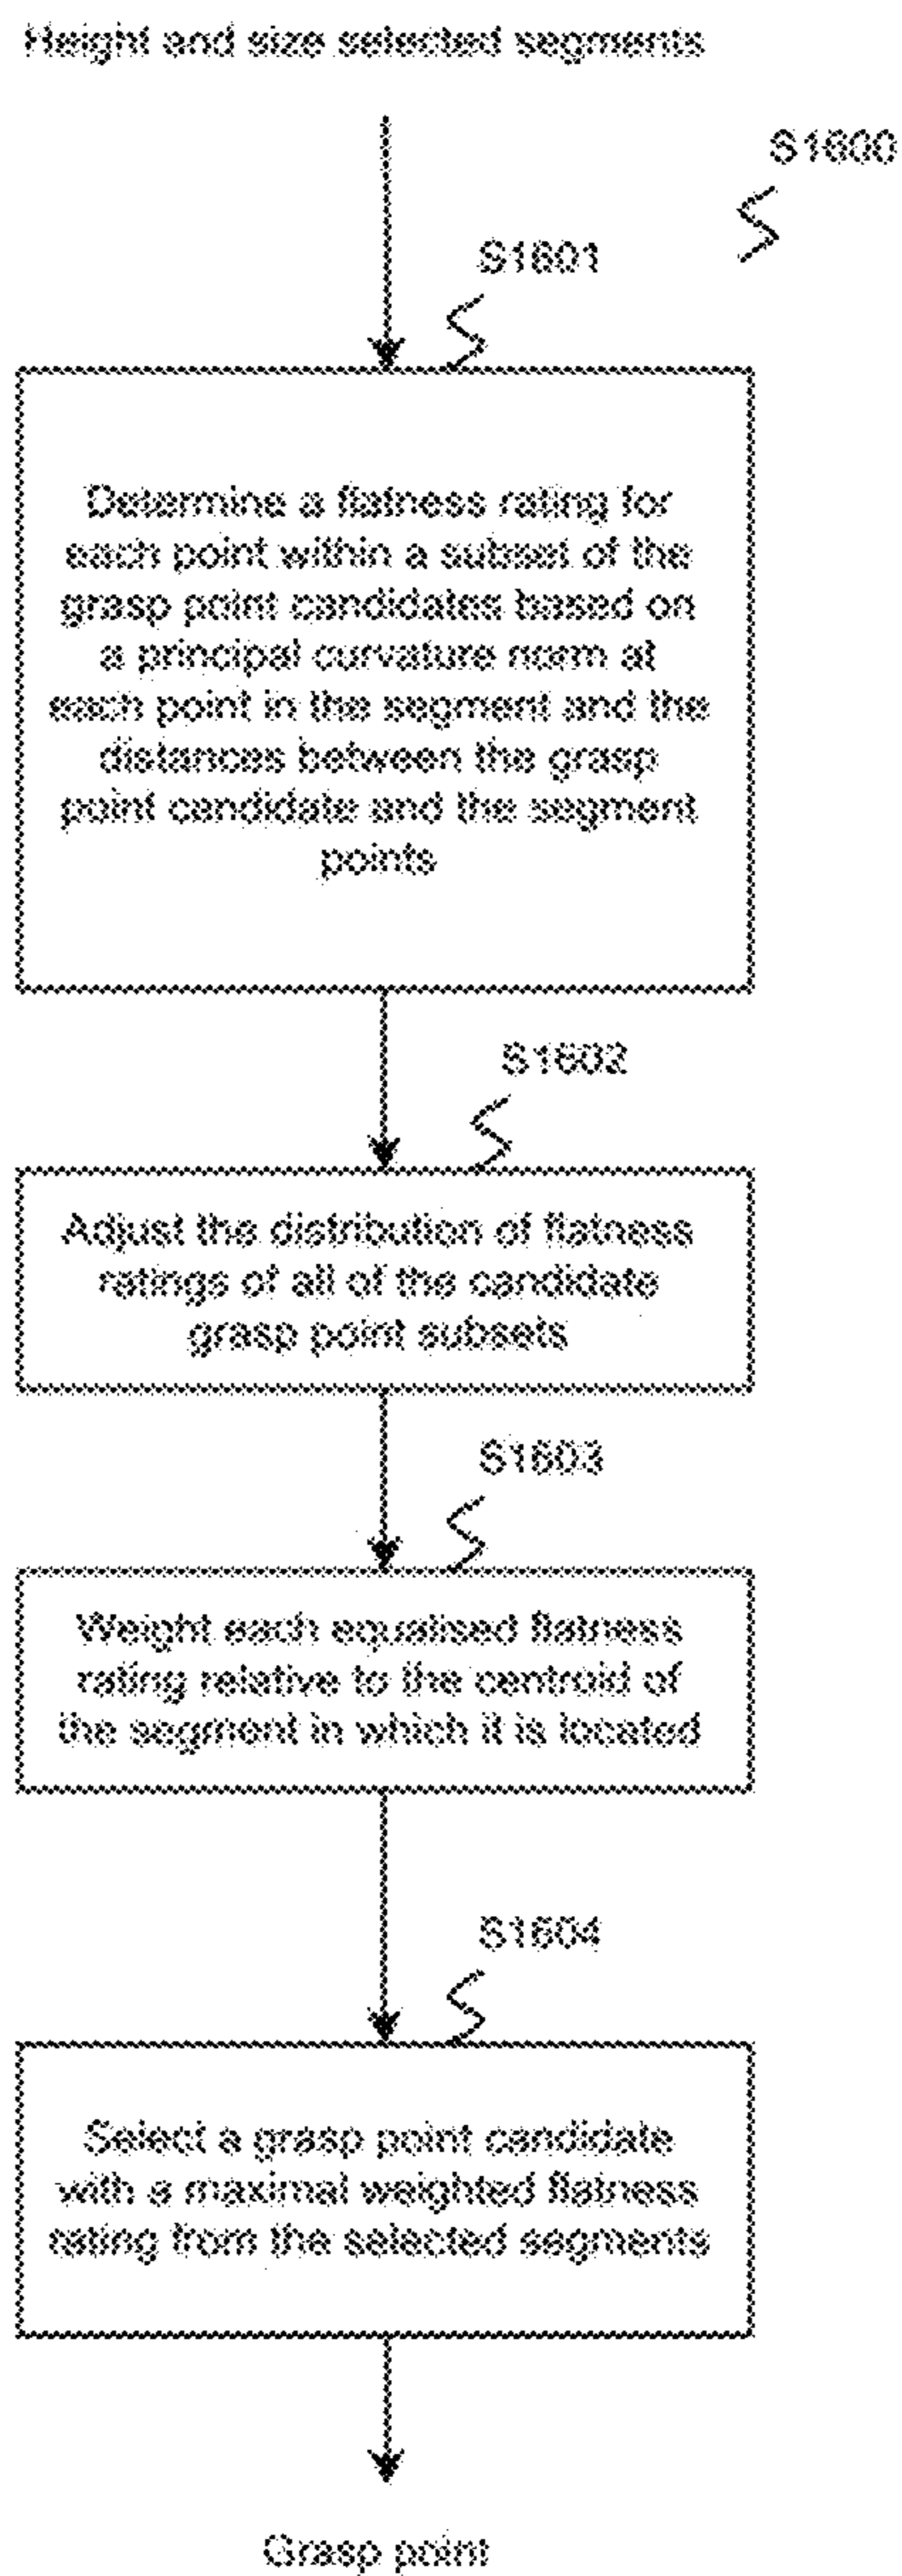 Height and size selected segments
S1600
S1601
Determine a flatness rating for
each point within a subset of the
grasp point candidates based on
a principal curvature norm at
each point in the segment and the
distances between the grasp
point candidate and the segment
points
S1602
Adjust the distribution of flatness
ratings of all of the candidate
grasp point subsets
S1603
Weight each equalised flatness
rating relative to the centroid of
the segment in which it is located
S1604
Select a grasp point candidate
with a maximal weighted flatness
rating from the selected segments
Grasp point